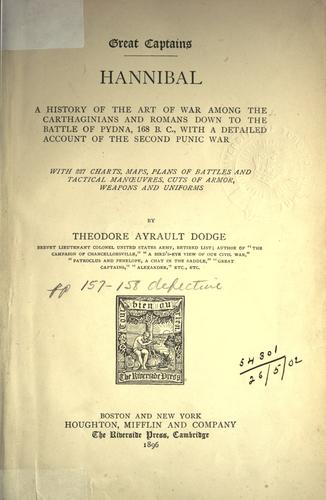 Great Captains
HANNIBAL
A HISTORY OF THE ART OF WAR AMONG THE
CARTHAGINIANS AND ROMANS DOWN TO THE
BATTLE OF PYDNA, 168 B. C., WITH A DETAILED
ACCOUNT OF THE SECOND PUNIC WAR
WITH 227 CHARTS, MAPS, PLANS OF BATTLES AND
TACTICAL MANŒUVRES, CUTS OF ARMOR,
WEAPONS AND UNIFORMS
BY
THEODORE AYRAULT DODGE
BREVET LIEUTENANT COLONEL UNITED STATES ARMY, RETIRED LIST; AUTHOR OF "THE
CAMPAIGN OF CHANCELLORSVILLE," "A BIRD'S-EYE VIEW OF OUR CIVIL WAR,"
"PATROCLUS AND PENELOPE, A CHAT IN THE SADDLE," "GREAT
CAPTAINS," "ALEXANDER," ETC., ETC.
pp 157-158 defective
Tout bien ou rien
The Riverside Press
54301
26/5/02
BOSTON AND NEW YORK
HOUGHTON, MIFFLIN AND COMPANY
The Riverside Press, Cambridge
1896